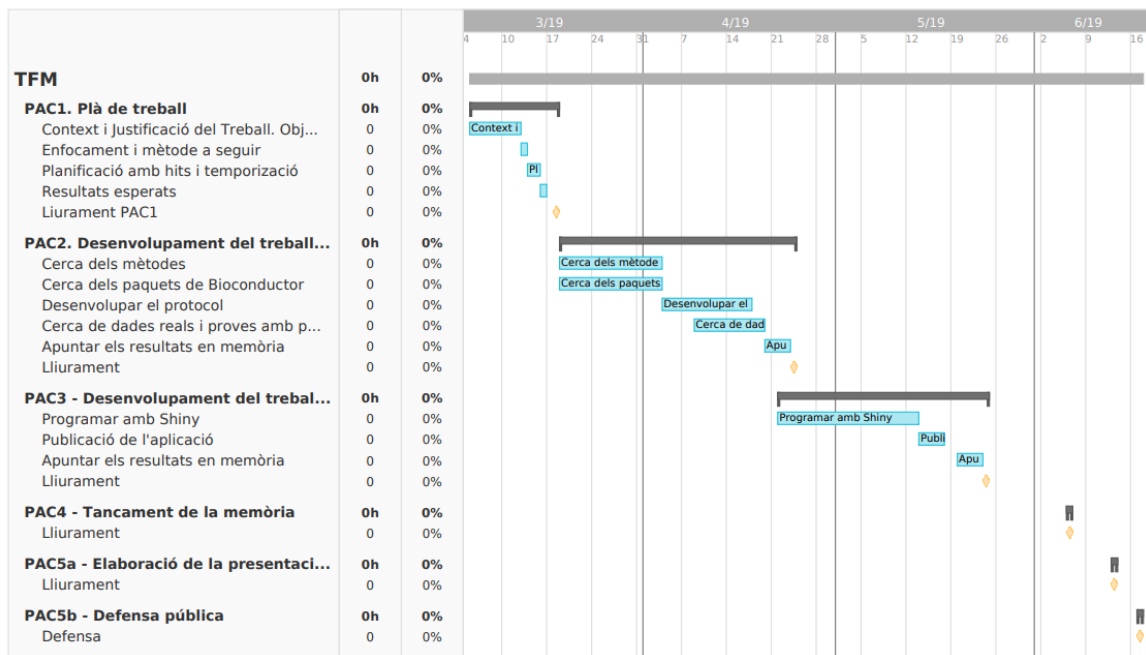 3/19 4/19 5/19 6/19
4 10 17 24 31 7 14 21 28 5 12 19 26 2 9 16
TFM 0h 0%
PAC1. Plà de treball 0h 0%
Context i Justificació del Treball. Obj... 0 0% Context i
Enfocament i mètode a seguir 0 0%
Planificació amb hits i temporizació 0 0% Pl
Resultats esperats 0 0%
Liurament PAC1 0 0%
PAC2. Desenvolupament del treball... 0h 0%
Cerca dels mètodes 0 0% Cerca dels mètode
Cerca dels paquets de Bioconductor 0 0% Cerca dels paquets
Desenvolupar el protocol 0 0% Desenvolupar el
Cerca de dades reals i proves amb p... 0 0% Cerca de dad
Apuntar els resultats en memòria 0 0% Apu
Lliurament 0 0%
PAC3 - Desenvolupament del trebal... 0h 0%
Programar amb Shiny 0 0% Programar amb Shiny
Publicació de l'aplicació 0 0% Publi
Apuntar els resultats en memòria 0 0% Apu
Lliurament 0 0%
PAC4 - Tancament de la memòria 0h 0%
Lliurament 0 0%
PAC5a - Elaboració de la presentaci... 0h 0%
Lliurament 0 0%
PAC5b - Defensa pública 0h 0%
Defensa 0 0%